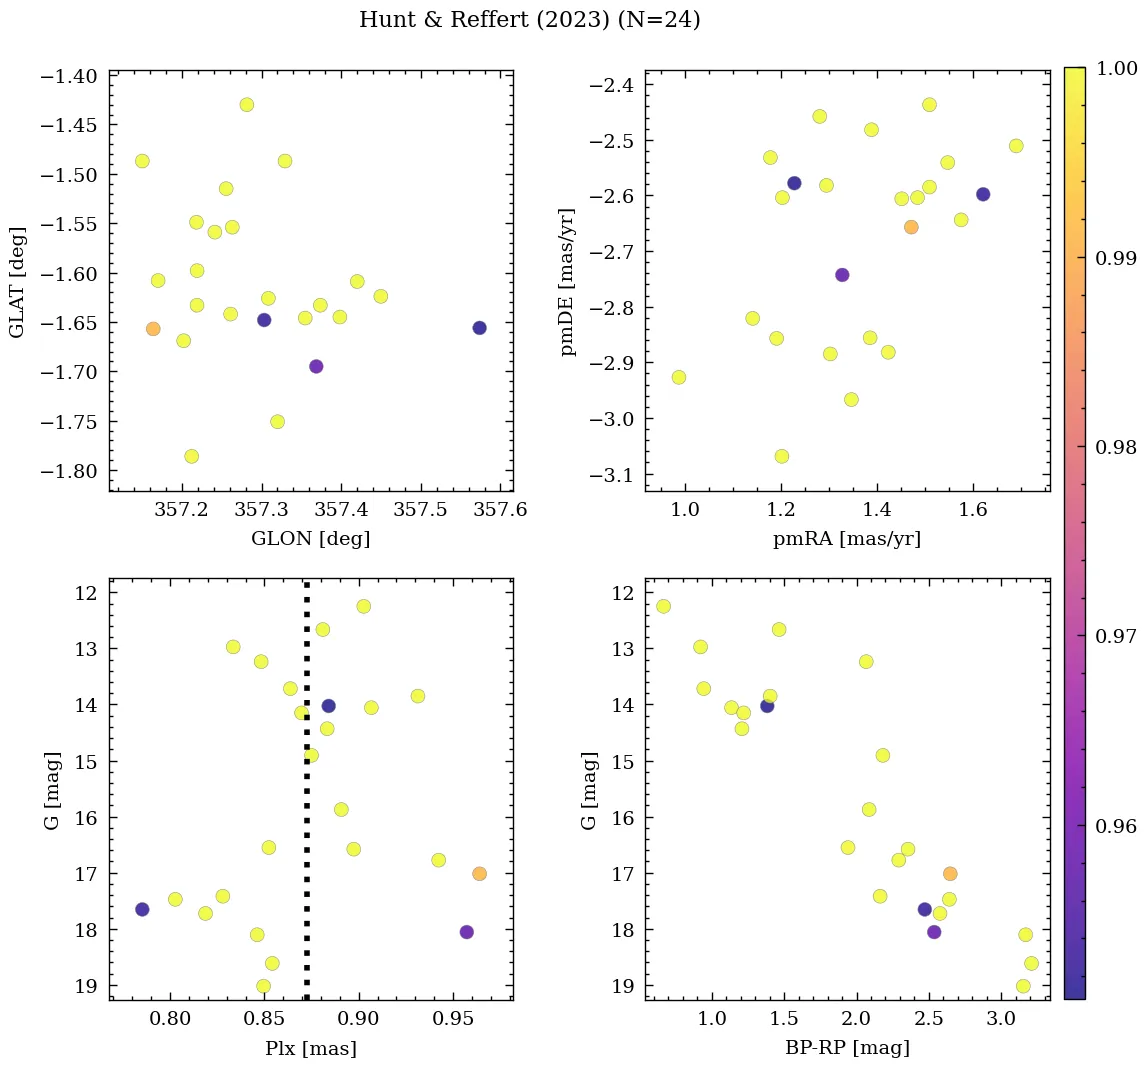 Hunt & Reffert (2023) (N=24)
−1.40
−1.45
−1.50
−1.55
−1.60
−1.65
−1.70
−1.75
−1.80
GLAT [deg]
357.2 357.3 357.4 357.5 357.6
GLON [deg]
−2.4
−2.5
−2.6
−2.7
−2.8
−2.9
−3.0
−3.1
pmDE [mas/yr]
1.0 1.2 1.4 1.6
pmRA [mas/yr]
12
13
14
15
16
17
18
19
G [mag]
0.80 0.85 0.90 0.95
Plx [mas]
12
13
14
15
16
17
18
19
G [mag]
1.0 1.5 2.0 2.5 3.0
BP-RP [mag]
1.00
0.99
0.98
0.97
0.96